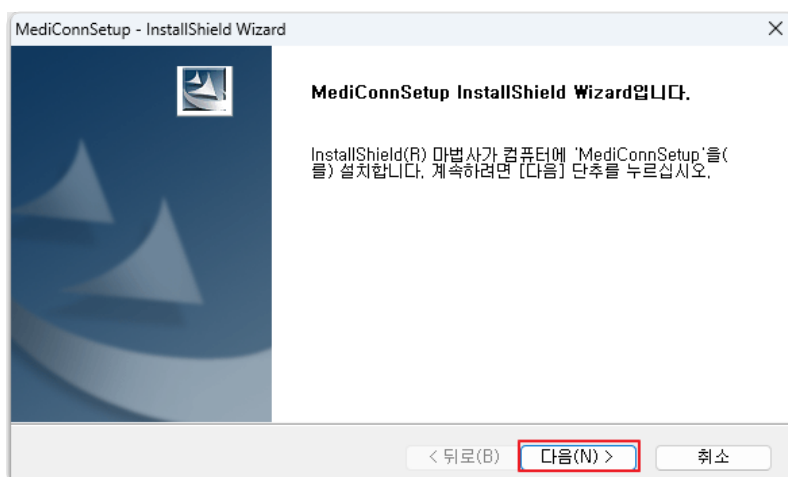 MediConnSetup - InstallShield Wizard
MediConnSetup InstallShield Wizard입니다.
InstallShield(R) 마법사가 컴퓨터에 'MediConnSetup'을(
를) 설치합니다. 계속하려면 [다음] 단추를 누르십시오.
< 뒤로(B) 다음(N) > 취소